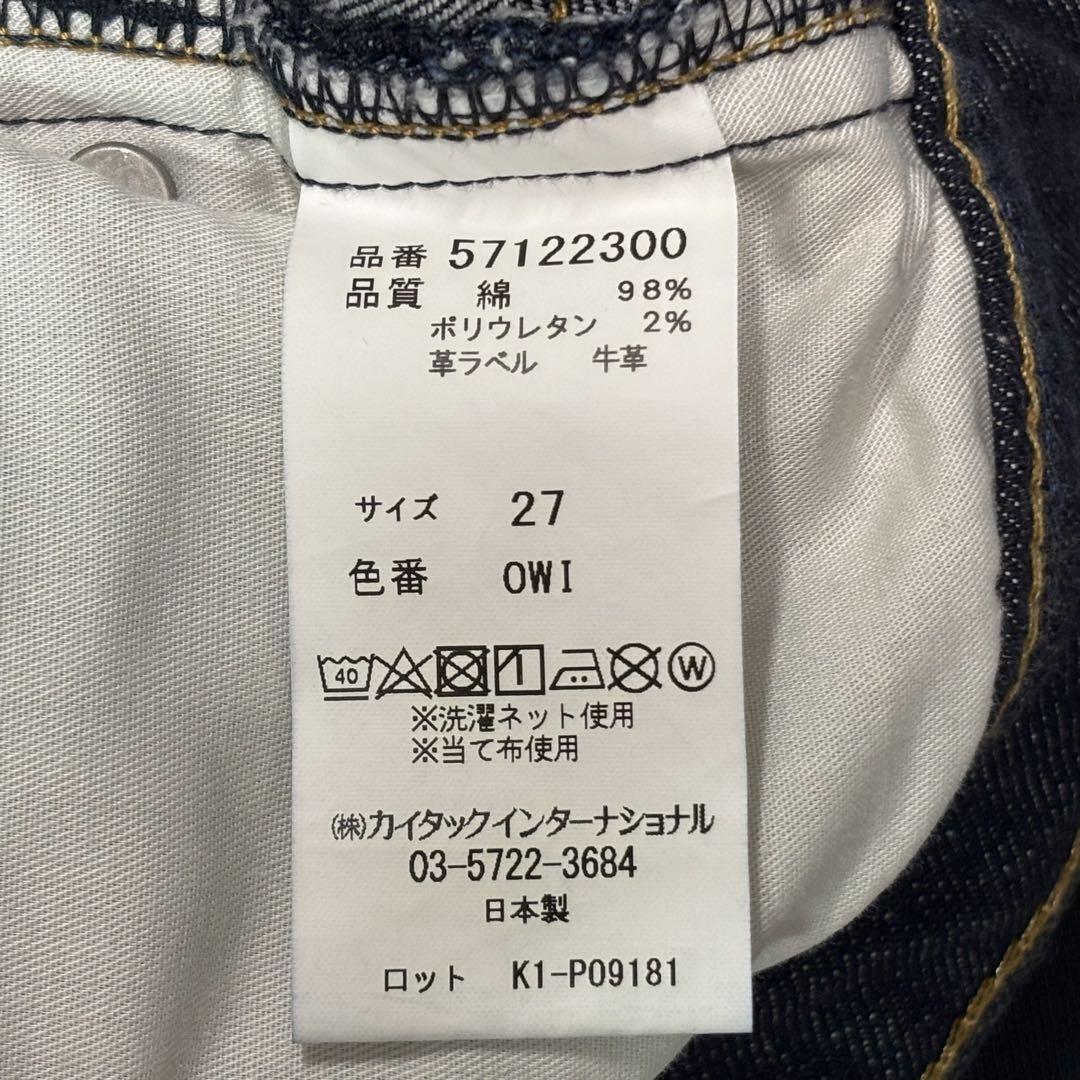 品番 57122300
品質 綿 98%
ポリウレタン 2%
革ラベル 牛革
サイズ 27
色番 OWI
40 W
※洗濯ネット使用
※当て布使用
㈱カイタックインターナショナル
03-5722-3684
日本製
ロット K1-P09181